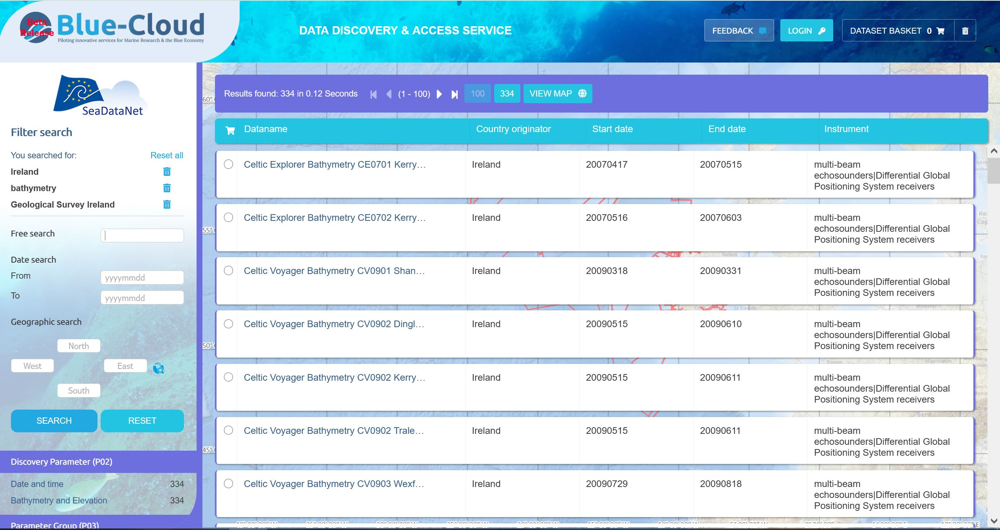 Beta Release
Blue-Cloud
Piloting innovative services for Marine Research & the Blue Economy
DATA DISCOVERY & ACCESS SERVICE
FEEDBACK
LOGIN
DATASET BASKET 0
SeaDataNet
Filter search
You searched for:
Reset all
Ireland
bathymetry
Geological Survey Ireland
Free search
Date search
From
yyyymmdd
To
yyyymmdd
Geographic search
North
West
East
South
SEARCH
RESET
Discovery Parameter (P02)
Date and time 334
Bathymetry and Elevation 334
Parameter Group (P03)
Results found: 334 in 0.12 Seconds
(1 - 100)
100
334
VIEW MAP
Dataname Country originator Start date End date Instrument
Celtic Explorer Bathymetry CE0701 Kerry… Ireland 20070417 20070515 multi-beam
echosounders|Differential Global
Positioning System receivers
Celtic Explorer Bathymetry CE0702 Kerry… Ireland 20070516 20070603 multi-beam
echosounders|Differential Global
Positioning System receivers
Celtic Voyager Bathymetry CV0901 Shan… Ireland 20090318 20090331 multi-beam
echosounders|Differential Global
Positioning System receivers
Celtic Voyager Bathymetry CV0902 Dingl… Ireland 20090515 20090610 multi-beam
echosounders|Differential Global
Positioning System receivers
Celtic Voyager Bathymetry CV0902 Kerry… Ireland 20090515 20090611 multi-beam
echosounders|Differential Global
Positioning System receivers
Celtic Voyager Bathymetry CV0902 Trale… Ireland 20090515 20090611 multi-beam
echosounders|Differential Global
Positioning System receivers
Celtic Voyager Bathymetry CV0903 Wexf… Ireland 20090729 20090818 multi-beam
echosounders|Differential Global
Positioning System receivers
60°
55°
50°
45°
Newry
St Davids
Rouen
Mannheim
Bern